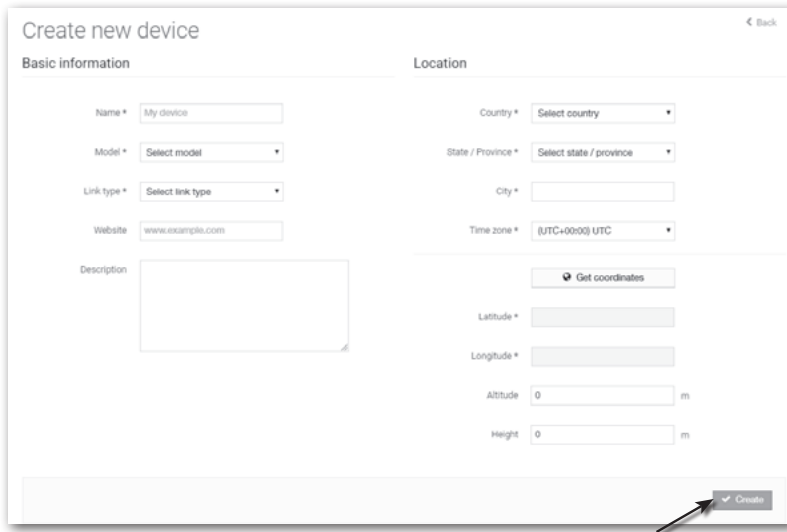 Create new device
Back
Basic information
Name *
My device
Model *
Select model
Link type *
Select link type
Website
www.example.com
Description
Location
Country *
Select country
State / Province *
Select state / province
City *
Time zone *
(UTC+00:00) UTC
Get coordinates
Latitude *
Longitude *
Altitude
0
m
Height
0
m
Create